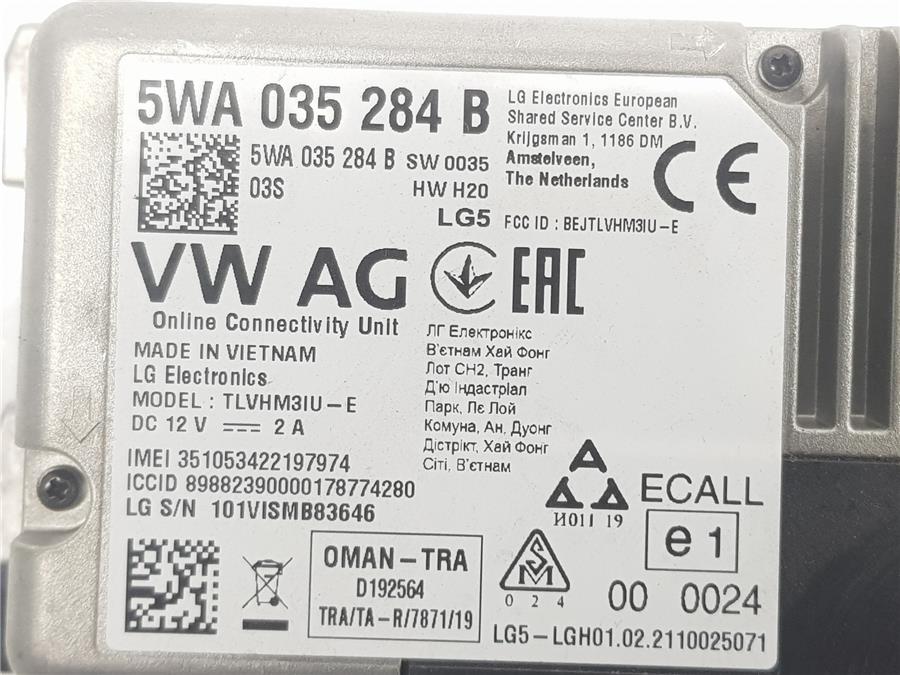 5WA 035 284 B
5WA 035 284 B SW 0035
03S HW H20
LG5
LG Electronics European
Shared Service Center B.V.
Krijgsman 1, 1186 DM
Amstelveen,
The Netherlands
CE
FCC ID : BEJTLVHM3IU-E
VW AG
EAC
Online Connectivity Unit
MADE IN VIETNAM
LG Electronics
MODEL : TLVHM3IU-E
DC 12 V ⎓ 2 A
ЛГ Електронікс
В'єтнам Хай Фонг
Лот СН2, Транг
Д'ю Індастріал
Парк, Ле Лой
Комуна, Ан, Дуонг
Дістрікт, Хай Фонг
Сіті, В'єтнам
IMEI 351053422197974
ICCID 89882390000178774280
LG S/N 101VISMB83646
И011 19
ECALL
e1
OMAN-TRA
D192564
TRA/TA-R/7871/19
SM
024
00 0024
LG5-LGH01.02.2110025071